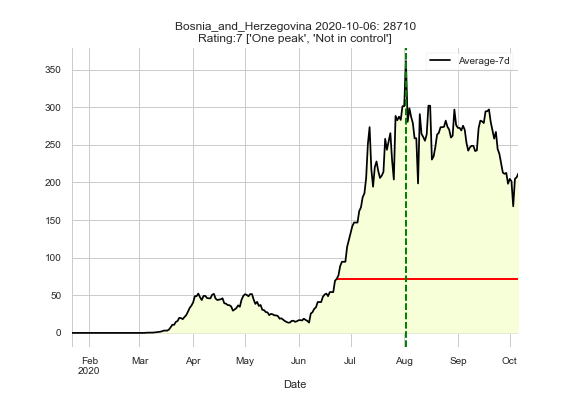 Bosnia_and_Herzegovina 2020-10-06: 28710
Rating:7 ['One peak', 'Not in control']
Average-7d
350
300
250
200
150
100
50
0
Feb Mar Apr May Jun Jul Aug Sep Oct
2020
Date